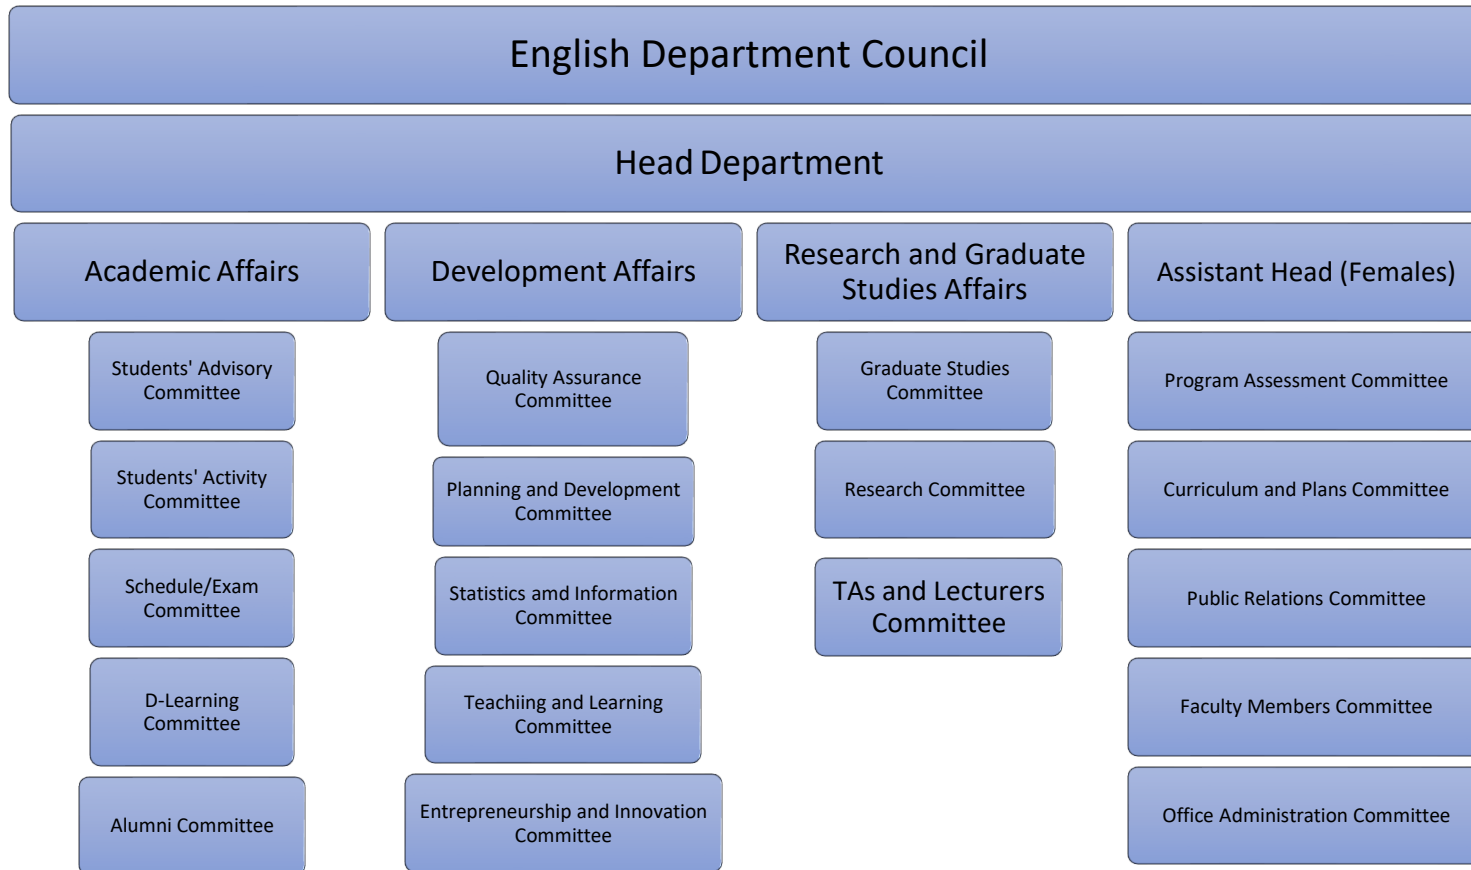 English Department Council
Head Department
Academic Affairs
Development Affairs
Research and Graduate
Studies Affairs
Assistant Head (Females)
Students' Advisory
Committee
Students' Activity
Committee
Schedule/Exam
Committee
D-Learning
Committee
Alumni Committee
Quality Assurance
Committee
Planning and Development
Committee
Statistics amd Information
Committee
Teachiing and Learning
Committee
Entrepreneurship and Innovation
Committee
Graduate Studies
Committee
Research Committee
TAs and Lecturers
Committee
Program Assessment Committee
Curriculum and Plans Committee
Public Relations Committee
Faculty Members Committee
Office Administration Committee